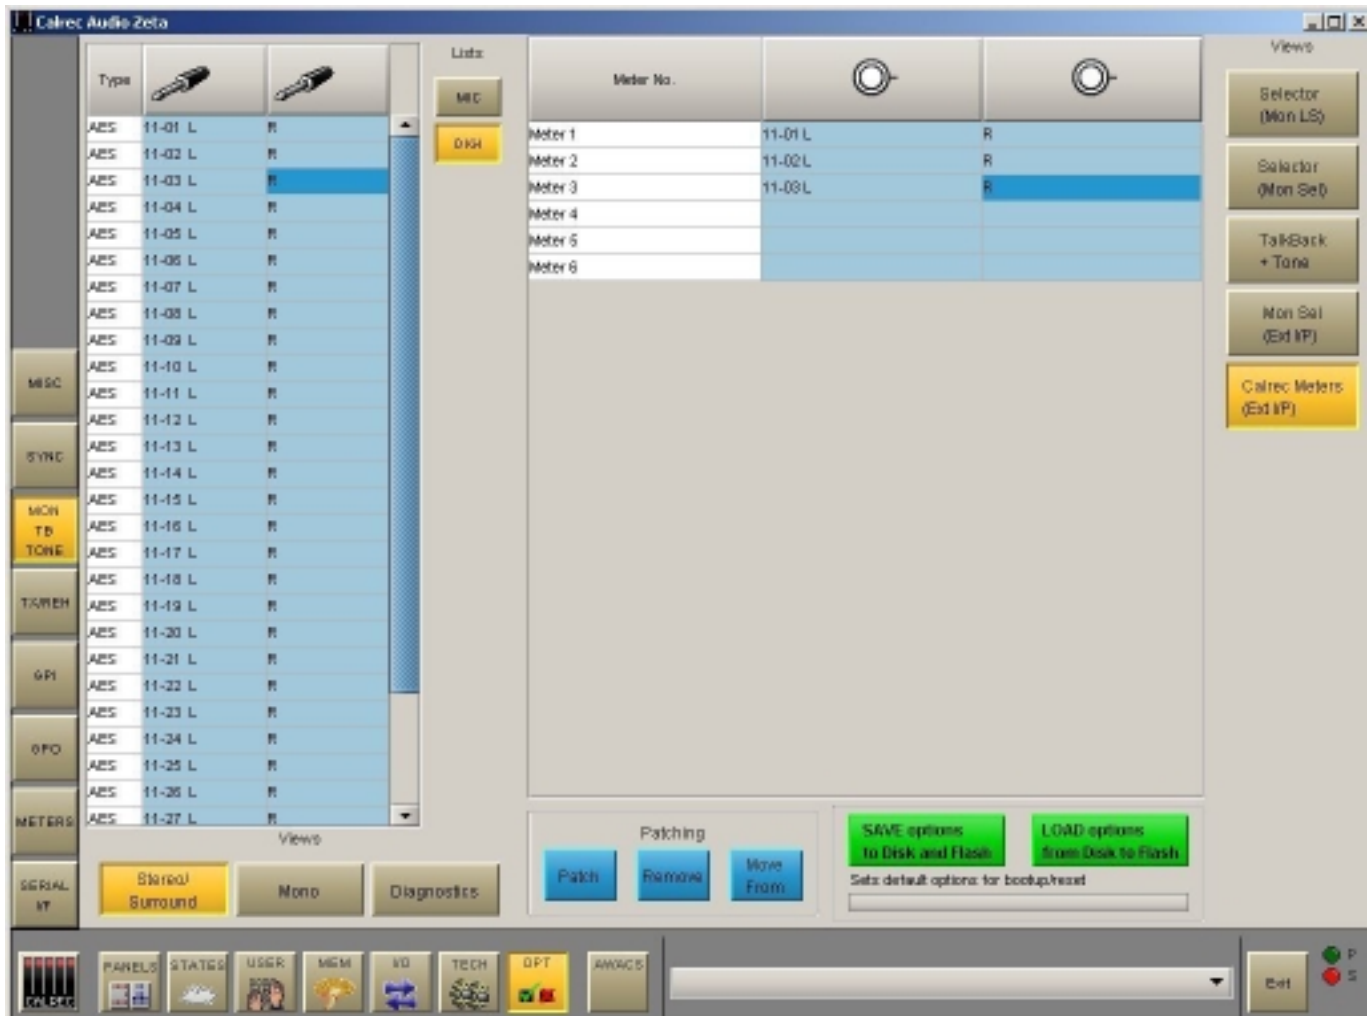 Calrec Audio Zeta
Type
AES 11-01 L R
AES 11-02 L R
AES 11-03 L R
AES 11-04 L R
AES 11-05 L R
AES 11-06 L R
AES 11-07 L R
AES 11-08 L R
AES 11-09 L R
AES 11-10 L R
AES 11-11 L R
AES 11-12 L R
AES 11-13 L R
AES 11-14 L R
AES 11-15 L R
AES 11-16 L R
AES 11-17 L R
AES 11-18 L R
AES 11-19 L R
AES 11-20 L R
AES 11-21 L R
AES 11-22 L R
AES 11-23 L R
AES 11-24 L R
AES 11-25 L R
AES 11-26 L R
AES 11-27 L R
Lists
MIC
DIGI
Meter No.
Meter 1 11-01 L R
Meter 2 11-02 L R
Meter 3 11-03 L R
Meter 4
Meter 5
Meter 6
Views
Selector
(Mon LS)
Selector
(Mon Sel)
TalkBack
+ Tone
Mon Sel
(Ext I/P)
Calrec Meters
(Ext I/P)
MISC
SYNC
MON
TB
TONE
TX/REH
GPI
GPO
METERS
SERIAL
I/F
Views
Stereo/
Surround
Mono
Diagnostics
Patching
Patch
Remove
Move
From
SAVE options
to Disk and Flash
LOAD options
from Disk to Flash
Sets default options for bootup/reset
CALREC
PANELS
STATES
USER
MEM
I/O
TECH
OPT
AWACS
Exit
P
S